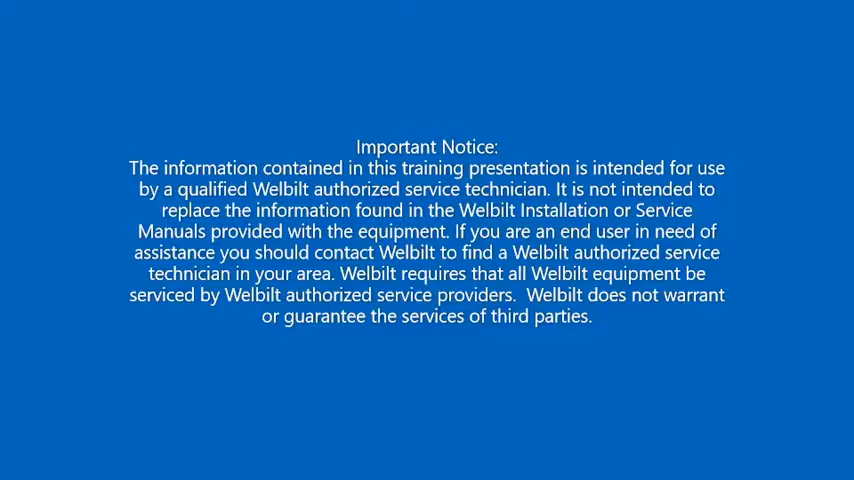 Important Notice:
The information contained in this training presentation is intended for use
by a qualified Welbilt authorized service technician. It is not intended to
replace the information found in the Welbilt Installation or Service
Manuals provided with the equipment. If you are an end user in need of
assistance you should contact Welbilt to find a Welbilt authorized service
technician in your area. Welbilt requires that all Welbilt equipment be
serviced by Welbilt authorized service providers.  Welbilt does not warrant
or guarantee the services of third parties.